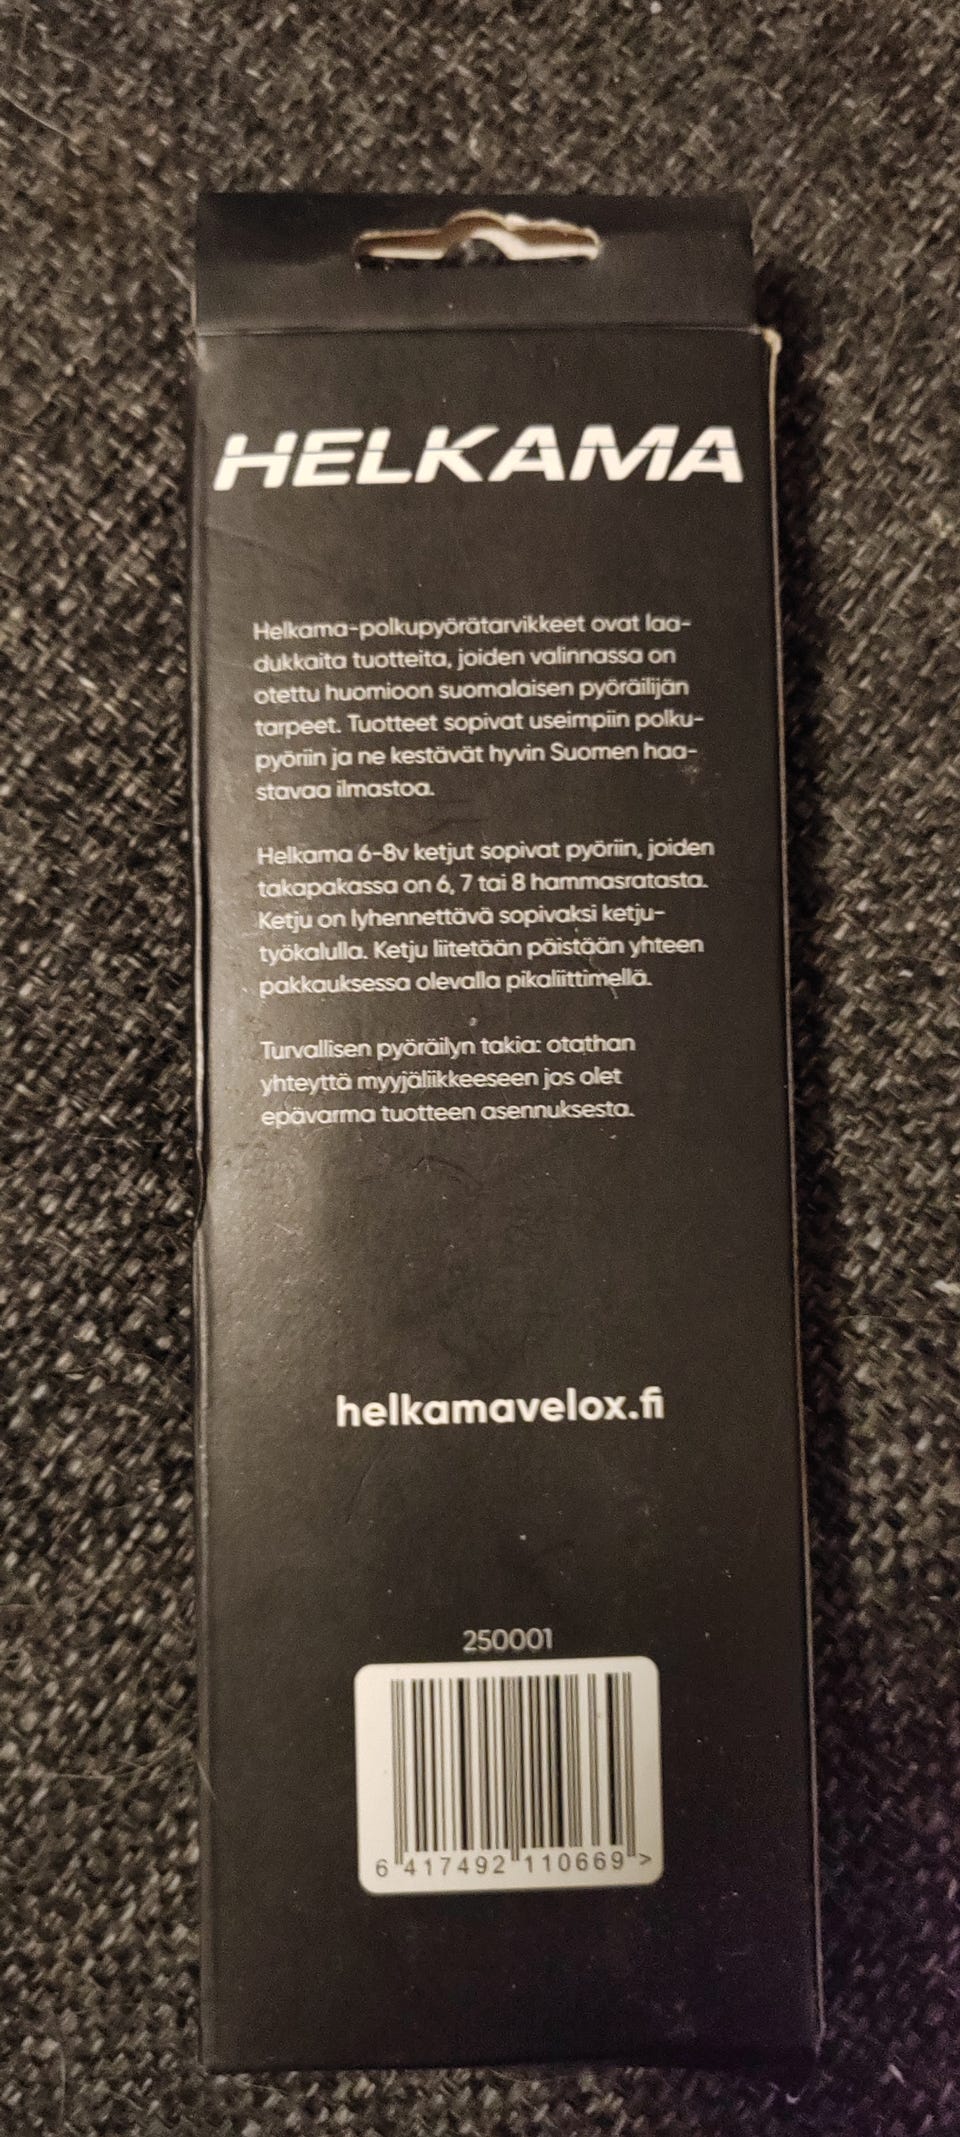 HELKAMA
Helkama-polkupyörätarvikkeet ovat laa-
dukkaita tuotteita, joiden valinnassa on
otettu huomioon suomalaisen pyöräilijän
tarpeet. Tuotteet sopivat useimpiin polku-
pyöriin ja ne kestävät hyvin Suomen haa-
stavaa ilmastoa.
Helkama 6-8v ketjut sopivat pyöriin, joiden
takapakassa on 6, 7 tai 8 hammasratasta.
Ketju on lyhennettävä sopivaksi ketju-
työkalulla. Ketju liitetään päistään yhteen
pakkauksessa olevalla pikaliittimellä.
Turvallisen pyöräilyn takia: otathan
yhteyttä myyjäliikkeeseen jos olet
epävarma tuotteen asennuksesta.
helkamavelox.fi
250001
6 417492 110669 >